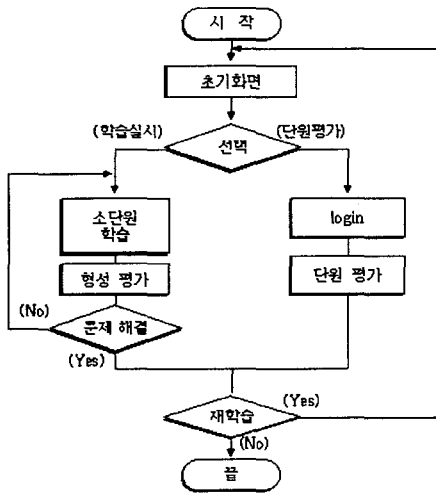 시 작
초기화면
(학습실시)
(단원평가)
선택
소단원
학습
login
형성 평가
단원 평가
(No)
문제 해결
(Yes)
재학습
(Yes)
(No)
끝